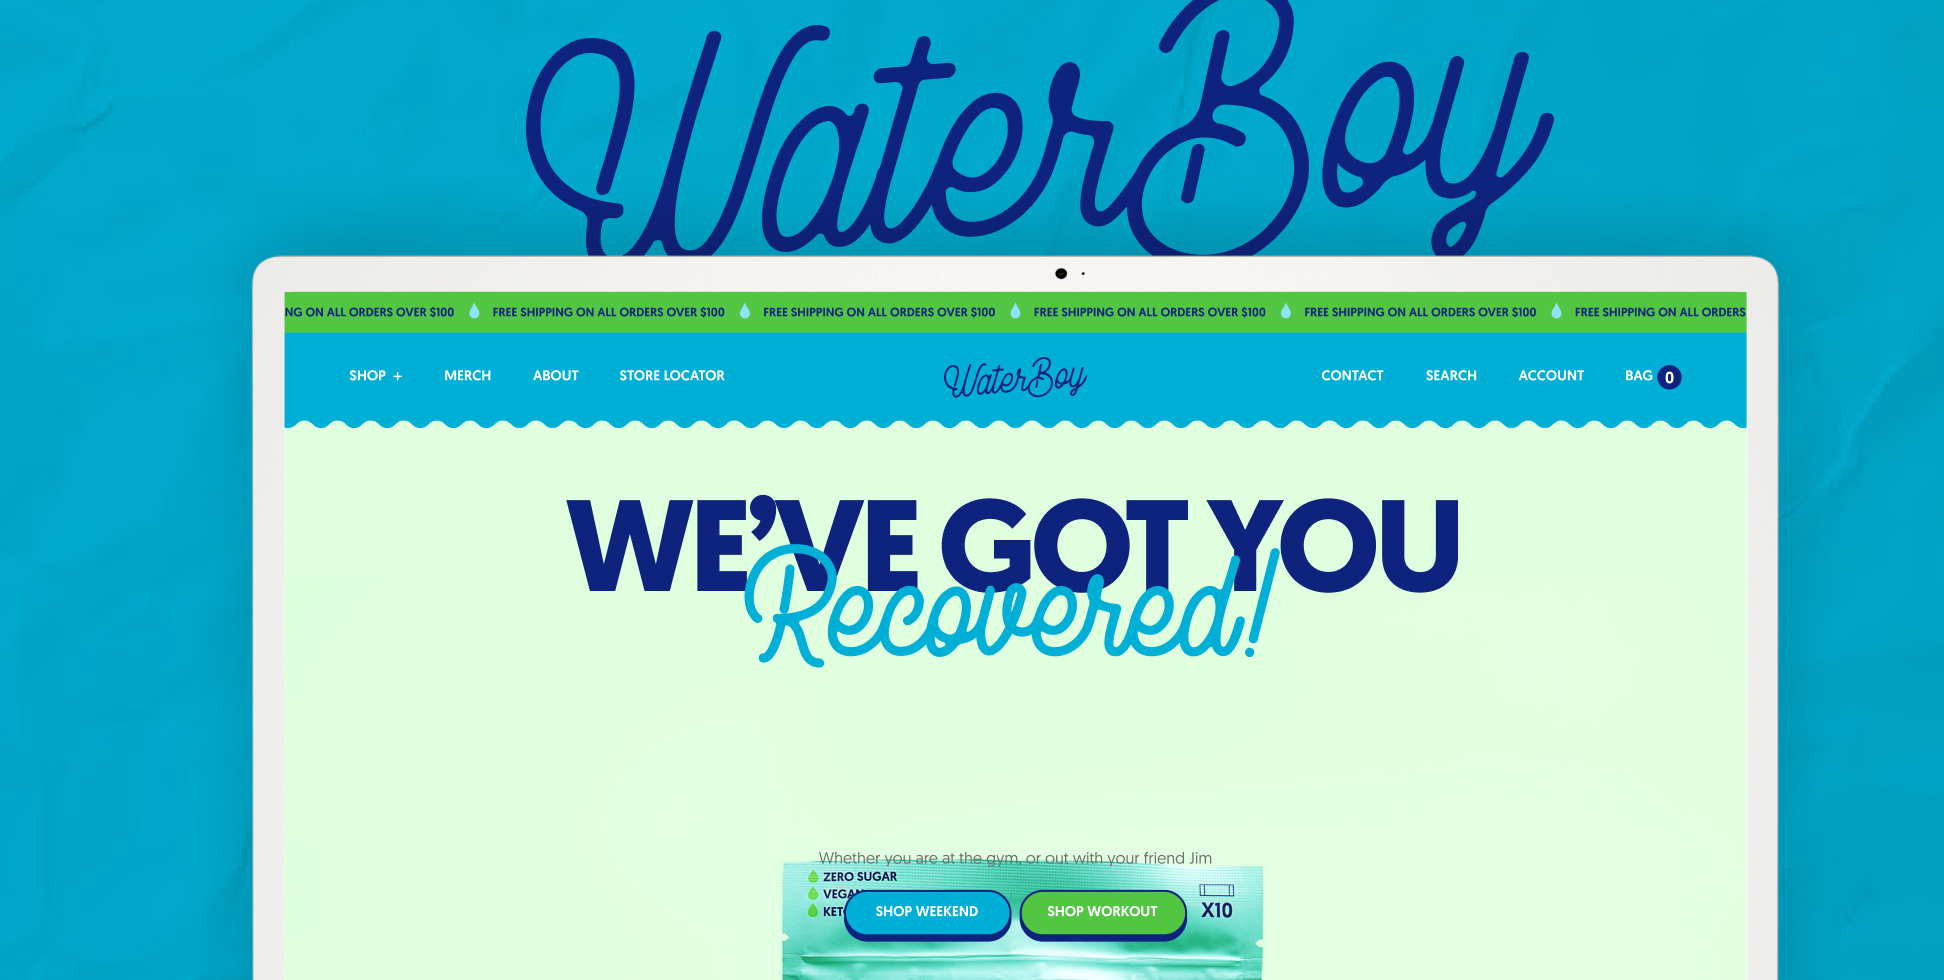 WaterBoy
NG ON ALL ORDERS OVER $100 FREE SHIPPING ON ALL ORDERS OVER $100 FREE SHIPPING ON ALL ORDERS OVER $100 FREE SHIPPING ON ALL ORDERS OVER $100 FREE SHIPPING ON ALL ORDERS OVER $100 FREE SHIPPING ON ALL ORDERS
SHOP + MERCH ABOUT STORE LOCATOR WaterBoy CONTACT SEARCH ACCOUNT BAG 0
WE’VE GOT YOU
Recovered!
Whether you are at the gym, or out with your friend Jim
ZERO SUGAR
VEGAN
KETO
SHOP WEEKEND SHOP WORKOUT X10